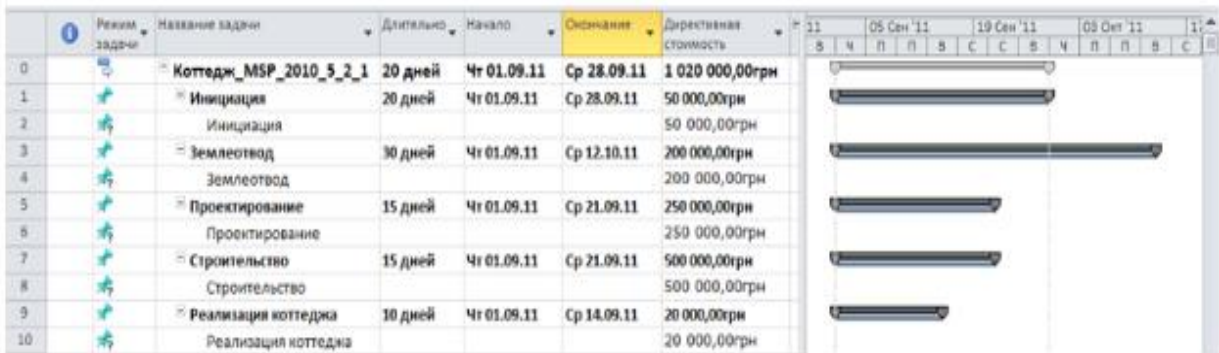 Режим задачи Название задачи Длительно Начало Окончание Директивная стоимость 11 05 Сен '11 19 Сен '11 03 Окт '11
В Ч П П В С С В Ч П П В С
0 Коттедж_MSP_2010_5_2_1 20 дней Чт 01.09.11 Ср 28.09.11 1 020 000,00грн
1 Инициация 20 дней Чт 01.09.11 Ср 28.09.11 50 000,00грн
2 Инициация 50 000,00грн
3 Землеотвод 30 дней Чт 01.09.11 Ср 12.10.11 200 000,00грн
4 Землеотвод 200 000,00грн
5 Проектирование 15 дней Чт 01.09.11 Ср 21.09.11 250 000,00грн
6 Проектирование 250 000,00грн
7 Строительство 15 дней Чт 01.09.11 Ср 21.09.11 500 000,00грн
8 Строительство 500 000,00грн
9 Реализация коттеджа 10 дней Чт 01.09.11 Ср 14.09.11 20 000,00грн
10 Реализация коттеджа 20 000,00грн